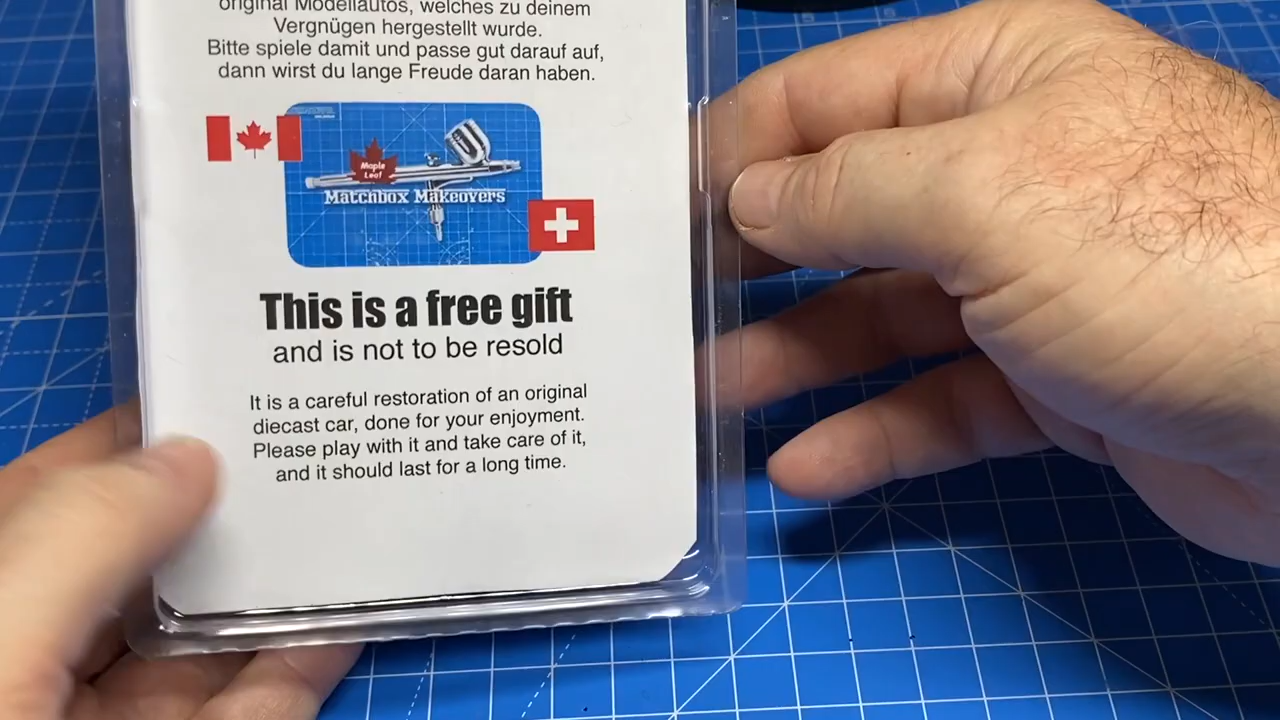 original Modellautos, welches zu deinem
Vergnügen hergestellt wurde.
Bitte spiele damit und passe gut darauf auf,
dann wirst du lange Freude daran haben.
Maple
Leaf
Matchbox Makeovers
This is a free gift
and is not to be resold
It is a careful restoration of an original
diecast car, done for your enjoyment.
Please play with it and take care of it,
and it should last for a long time.